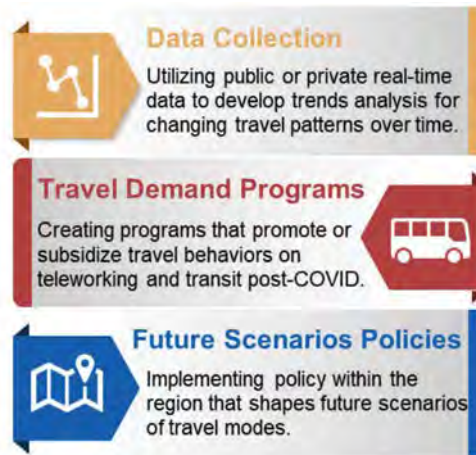 Data Collection
Utilizing public or private real-time
data to develop trends analysis for
changing travel patterns over time.
Travel Demand Programs
Creating programs that promote or
subsidize travel behaviors on
teleworking and transit post-COVID.
Future Scenarios Policies
Implementing policy within the
region that shapes future scenarios
of travel modes.